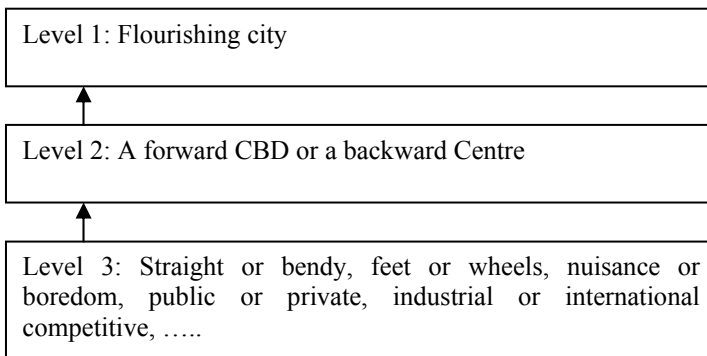 Level 1: Flourishing city
Level 2: A forward CBD or a backward Centre
Level 3: Straight or bendy, feet or wheels, nuisance or
boredom, public or private, industrial or international
competitive, …..